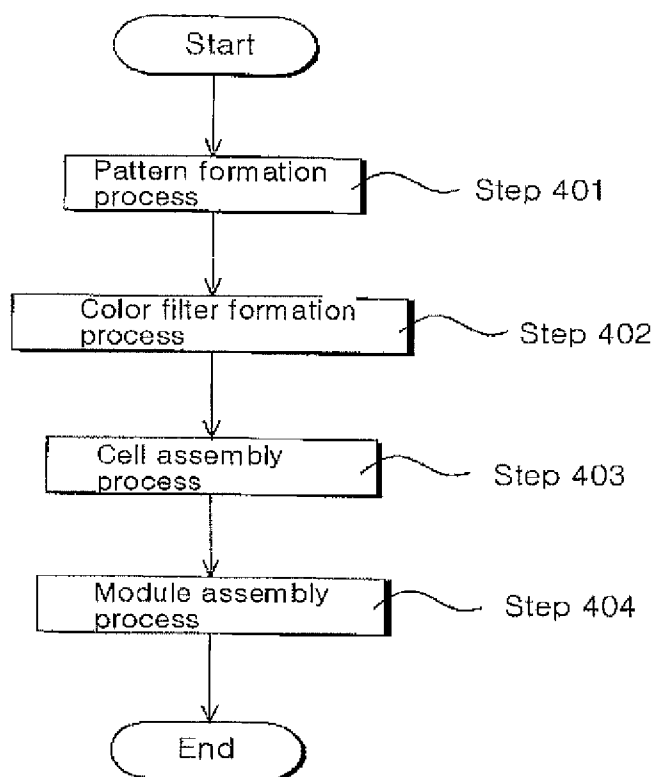 Start
Pattern formation
process
Step 401
Color filter formation
process
Step 402
Cell assembly
process
Step 403
Module assembly
process
Step 404
End